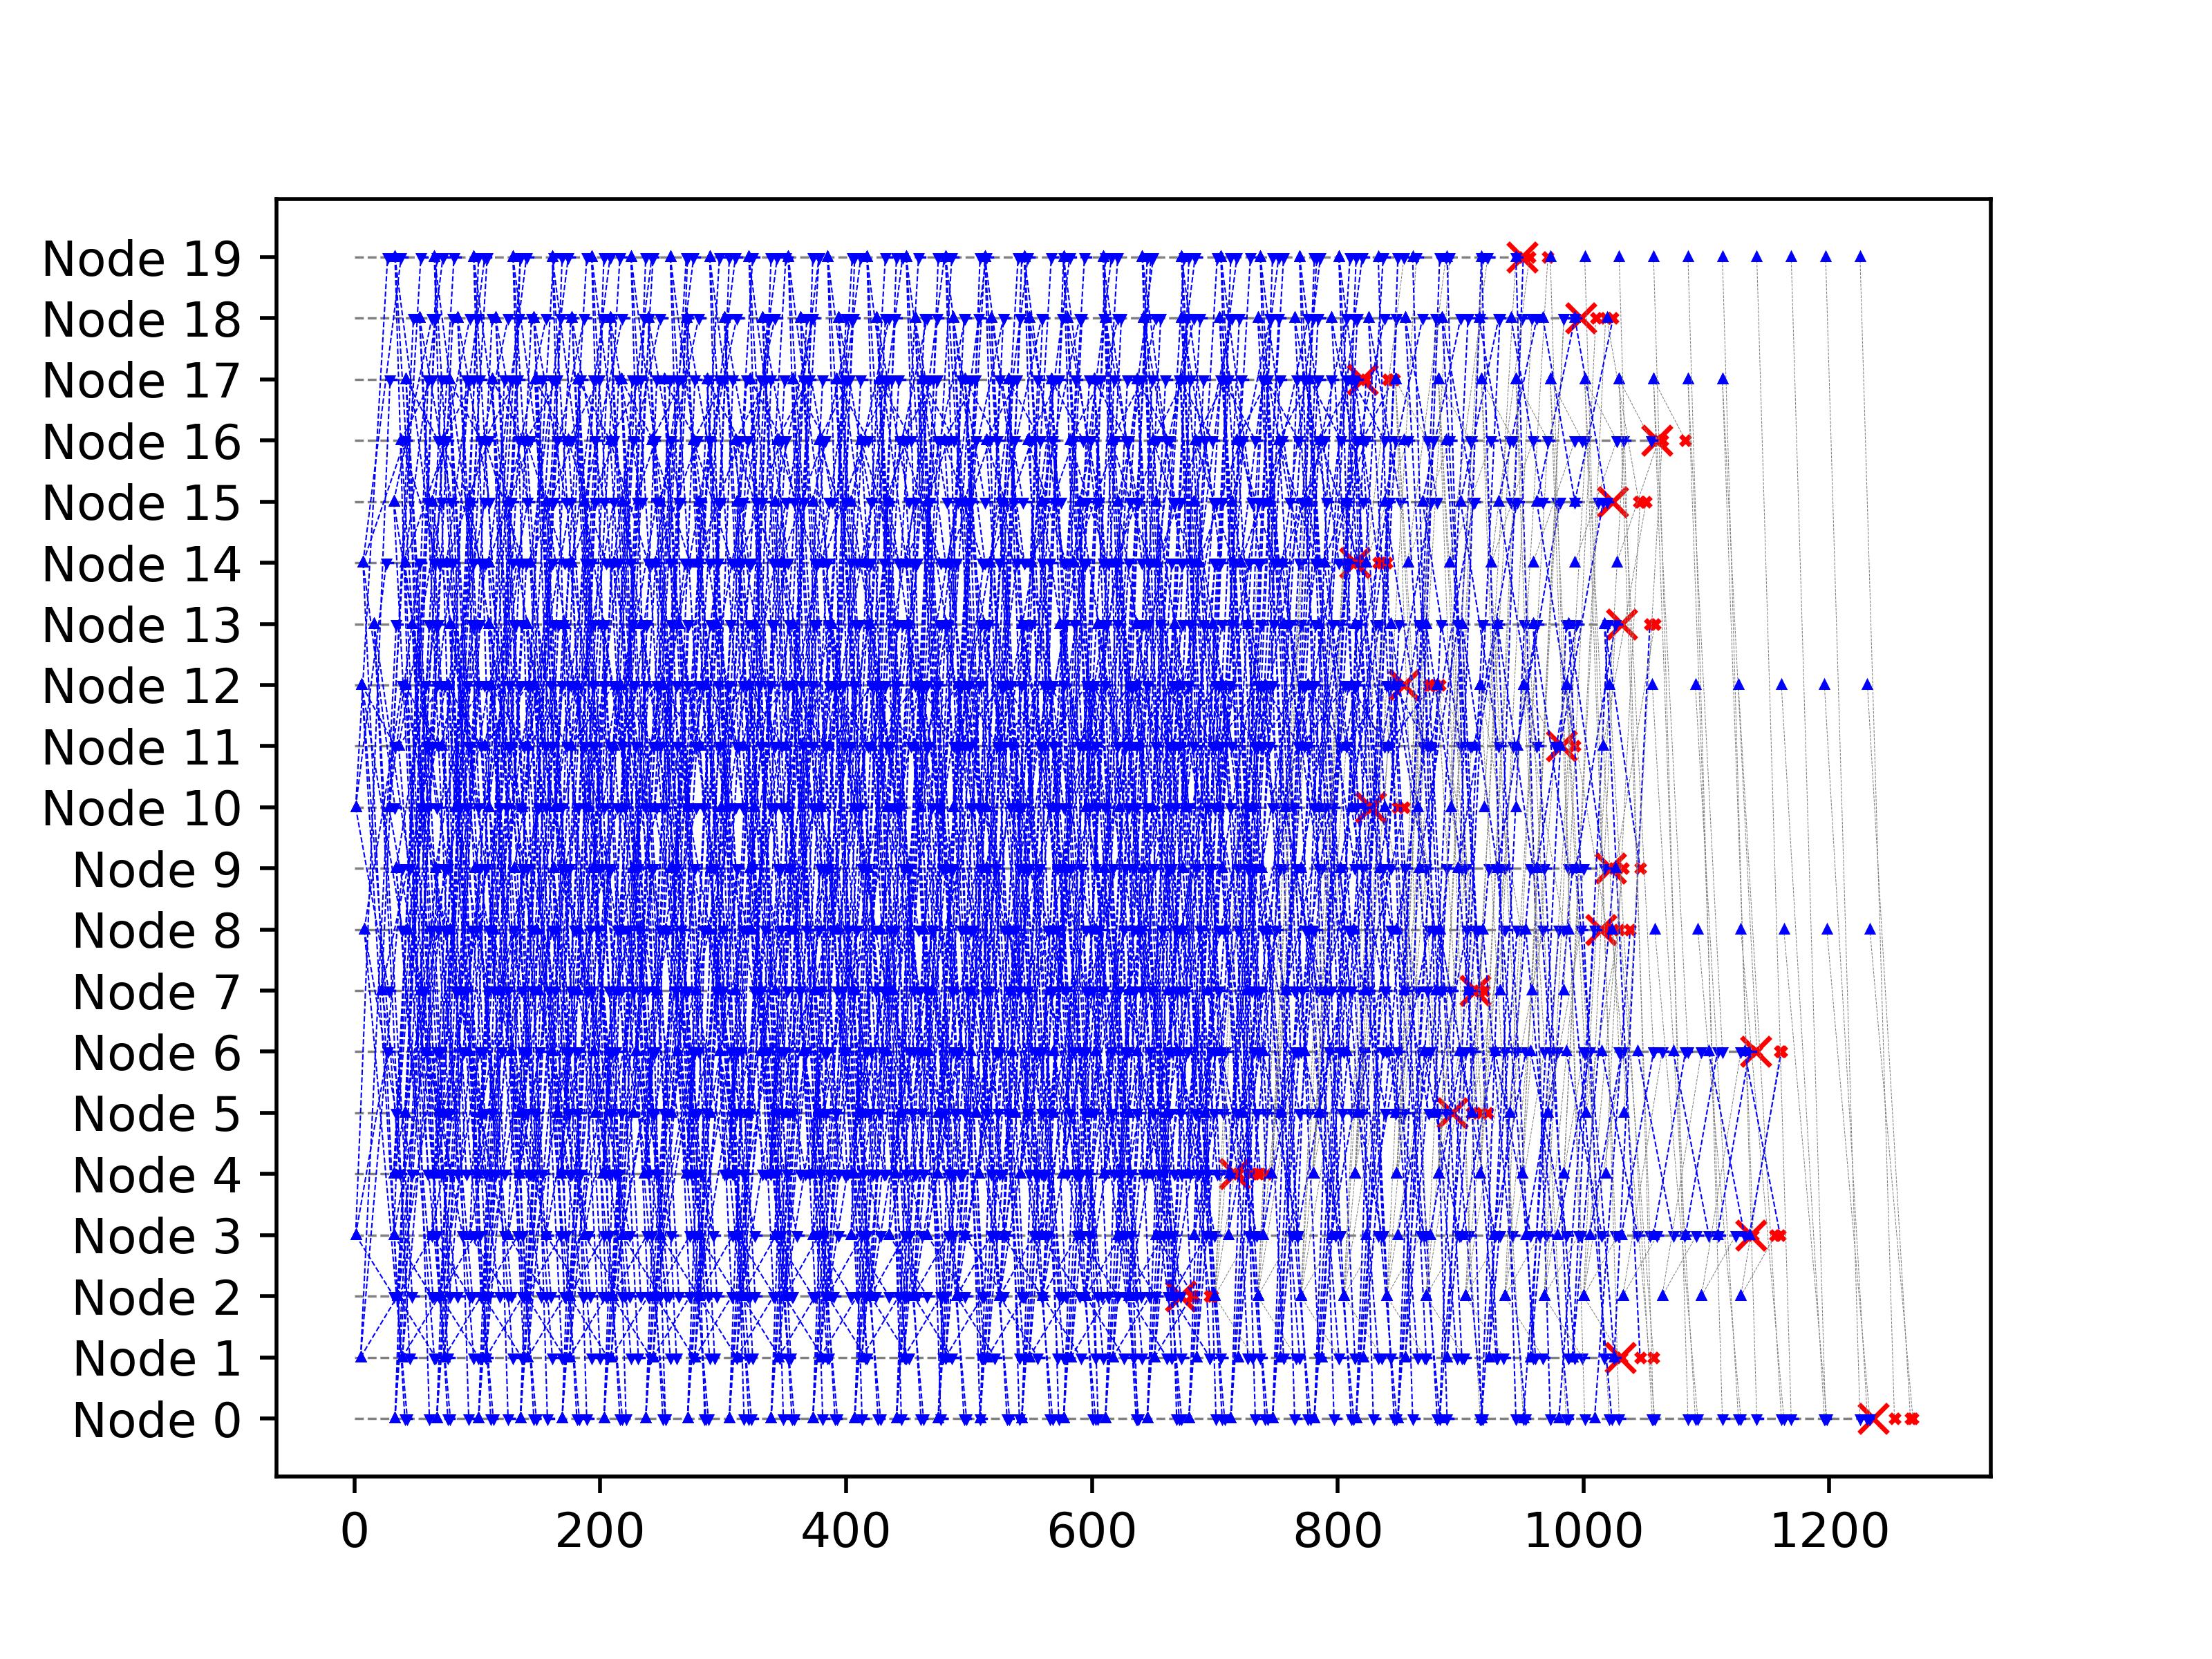 Node 19
Node 18
Node 17
Node 16
Node 15
Node 14
Node 13
Node 12
Node 11
Node 10
Node 9
Node 8
Node 7
Node 6
Node 5
Node 4
Node 3
Node 2
Node 1
Node 0
0 200 400 600 800 1000 1200